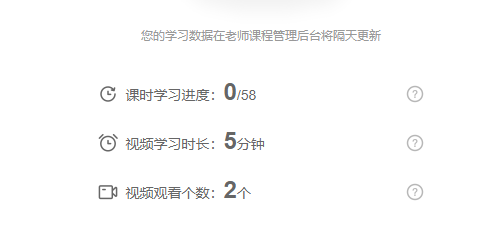 您的学习数据在老师课程管理后台将隔天更新
课时学习进度：0/58
视频学习时长：5分钟
视频观看个数：2个